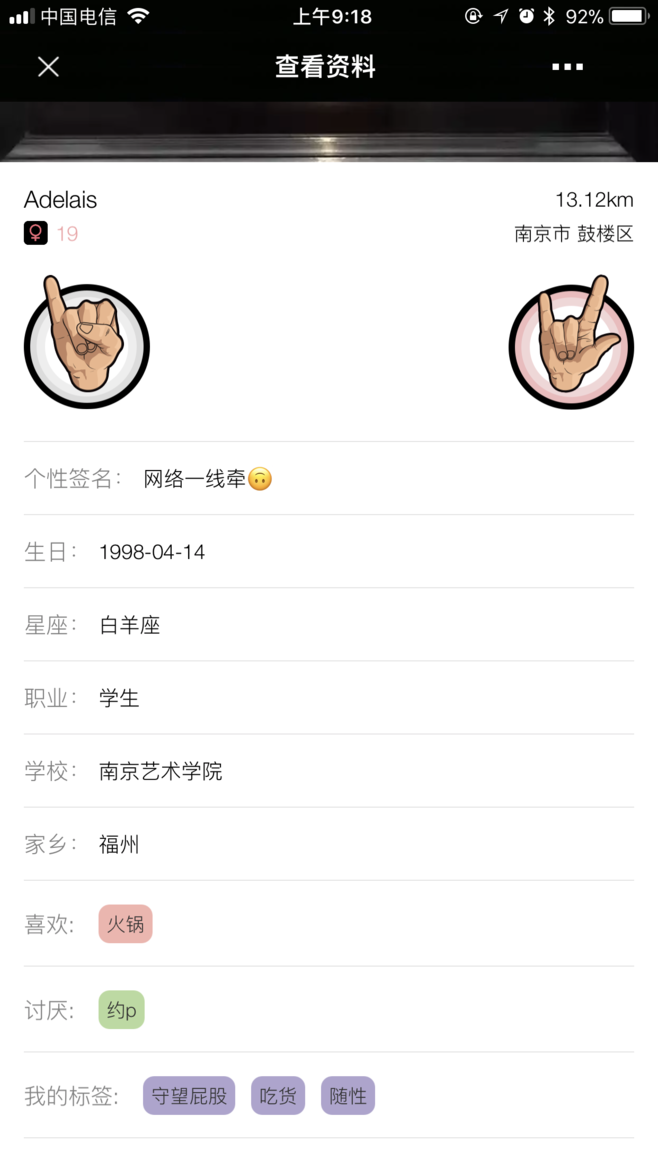 中国电信 上午9:18 92%
查看资料
Adelais 13.12km
19 南京市 鼓楼区
个性签名： 网络一线牵🙃
生日： 1998-04-14
星座： 白羊座
职业： 学生
学校： 南京艺术学院
家乡： 福州
喜欢: 火锅
讨厌: 约p
我的标签: 守望屁股 吃货 随性